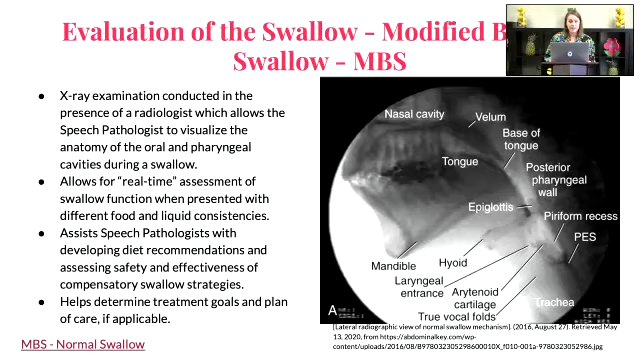 Evaluation of the Swallow - Modified B
Swallow - MBS
● X-ray examination conducted in the
presence of a radiologist which allows the
Speech Pathologist to visualize the
anatomy of the oral and pharyngeal
cavities during a swallow.
● Allows for “real-time” assessment of
swallow function when presented with
different food and liquid consistencies.
● Assists Speech Pathologists with
developing diet recommendations and
assessing safety and effectiveness of
compensatory swallow strategies.
● Helps determine treatment goals and plan
of care, if applicable.
MBS - Normal Swallow
Nasal cavity
Velum
Base of
tongue
Tongue
Posterior
pharyngeal
wall
Epiglottis
Piriform recess
PES
Mandible
Hyoid
Laryngeal
entrance
Arytenoid
cartilage
True vocal folds
Trachea
A
[Lateral radiographic view of normal swallow mechanism]. (2016, August 27). Retrieved May
13, 2020, from https://abdominalkey.com/wp-
content/uploads/2016/08/B9780323052986000​10X_f010-001a-9780323052986.jpg